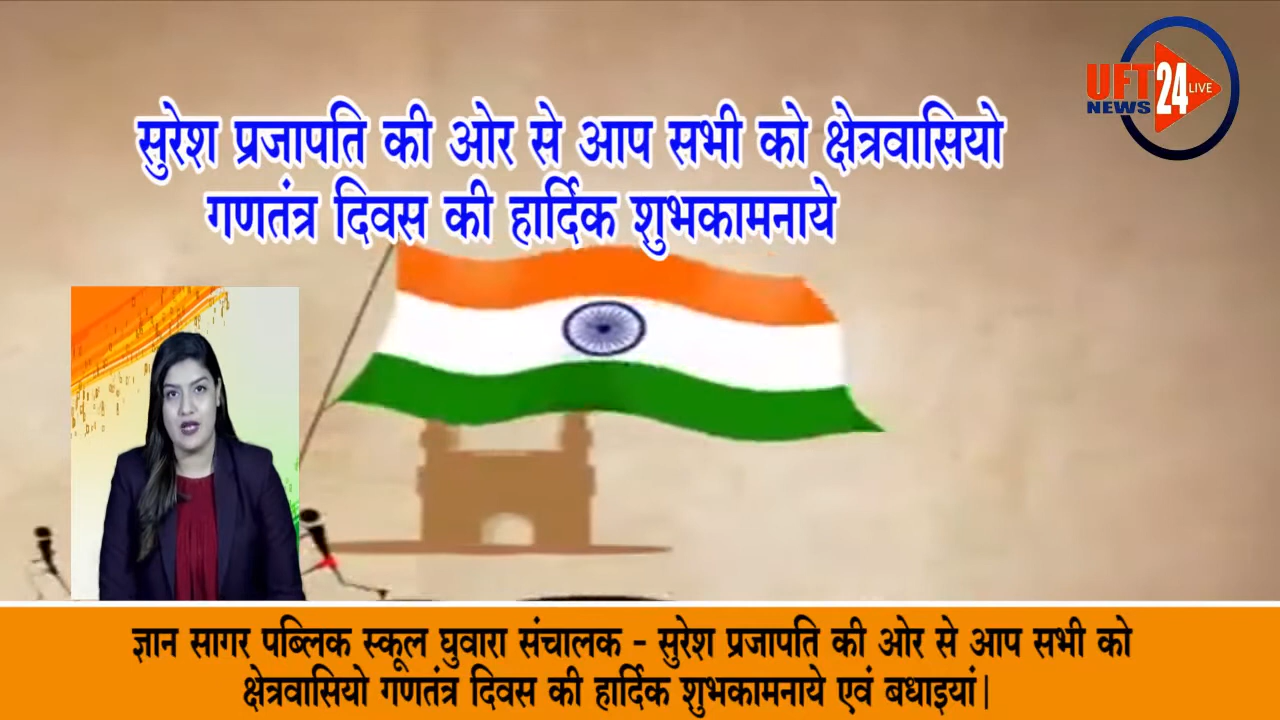 UFT
24
LIVE
NEWS
सुरेश प्रजापति की ओर से आप सभी को क्षेत्रवासियो
गणतंत्र दिवस की हार्दिक शुभकामनाये
ज्ञान सागर पब्लिक स्कूल घुवारा संचालक - सुरेश प्रजापति की ओर से आप सभी को
क्षेत्रवासियो गणतंत्र दिवस की हार्दिक शुभकामनाये एवं बधाइयां|